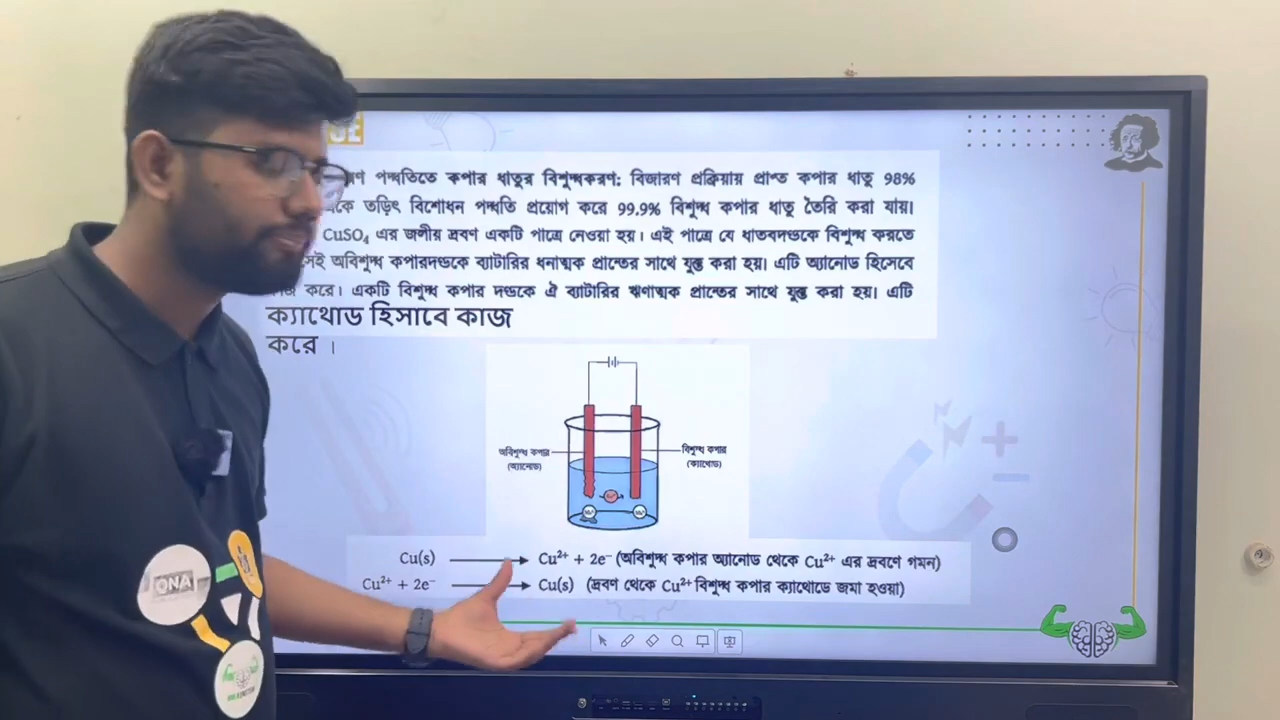 পদ্ধতিতে কপার ধাতুর বিশুদ্ধকরণ: বিজারণ প্রক্রিয়ায় প্রাপ্ত কপার ধাতু 98%
তড়িৎ বিশোধন পদ্ধতি প্রয়োগ করে 99.9% বিশুদ্ধ কপার ধাতু তৈরি করা যায়।
CuSO₄ এর জলীয় দ্রবণ একটি পাত্রে নেওয়া হয়। এই পাত্রে যে ধাতবদণ্ডকে বিশুদ্ধ করতে
সেই অবিশুদ্ধ কপারদণ্ডকে ব্যাটারির ধনাত্মক প্রান্তের সাথে যুক্ত করা হয়। এটি অ্যানোড হিসেবে
কাজ করে। একটি বিশুদ্ধ কপার দণ্ডকে ঐ ব্যাটারির ঋণাত্মক প্রান্তের সাথে যুক্ত করা হয়। এটি
ক্যাথোড হিসাবে কাজ
করে ।
অবিশুদ্ধ কপার
(অ্যানোড)
বিশুদ্ধ কপার
(ক্যাথোড)
Cu(s) ⟶ Cu²⁺ + 2e⁻ (অবিশুদ্ধ কপার অ্যানোড থেকে Cu²⁺ এর দ্রবণে গমন)
Cu²⁺ + 2e⁻ ⟶ Cu(s) (দ্রবণ থেকে Cu²⁺ বিশুদ্ধ কপার ক্যাথোডে জমা হওয়া)